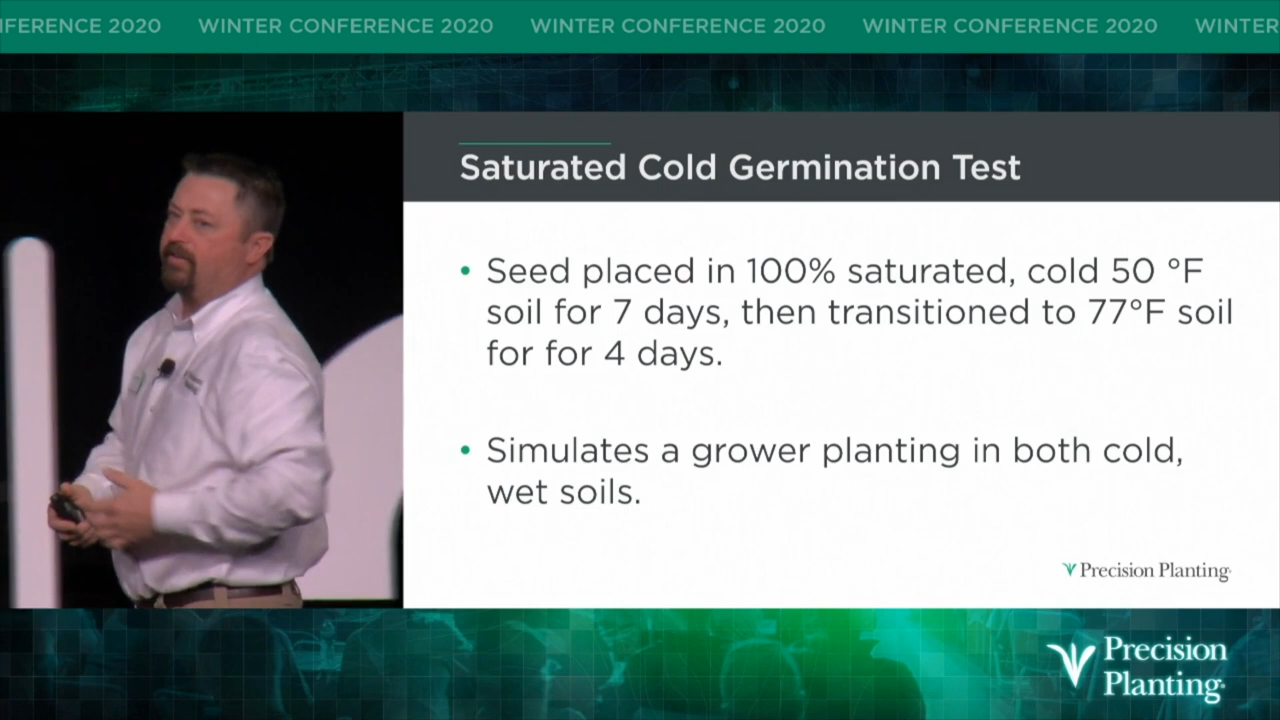 FERENCE 2020 WINTER CONFERENCE 2020 WINTER CONFERENCE 2020 WINTER CONFERENCE 2020 WINTER
Saturated Cold Germination Test
• Seed placed in 100% saturated, cold 50 °F
soil for 7 days, then transitioned to 77°F soil
for for 4 days.
• Simulates a grower planting in both cold,
wet soils.
Precision Planting
Precision
Planting